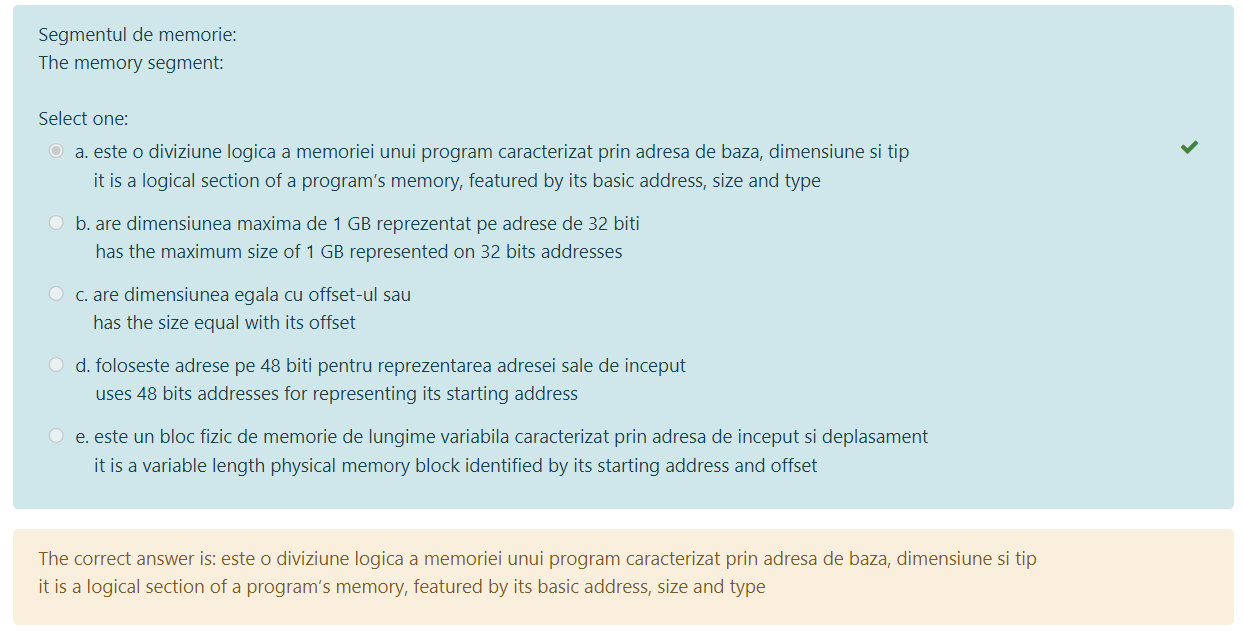 Segmentul de memorie:
The memory segment:
Select one:
a. este o diviziune logica a memoriei unui program caracterizat prin adresa de baza, dimensiune si tip
it is a logical section of a program’s memory, featured by its basic address, size and type
b. are dimensiunea maxima de 1 GB reprezentat pe adrese de 32 biti
has the maximum size of 1 GB represented on 32 bits addresses
c. are dimensiunea egala cu offset-ul sau
has the size equal with its offset
d. foloseste adrese pe 48 biti pentru reprezentarea adresei sale de inceput
uses 48 bits addresses for representing its starting address
e. este un bloc fizic de memorie de lungime variabila caracterizat prin adresa de inceput si deplasament
it is a variable length physical memory block identified by its starting address and offset
The correct answer is: este o diviziune logica a memoriei unui program caracterizat prin adresa de baza, dimensiune si tip
it is a logical section of a program’s memory, featured by its basic address, size and type